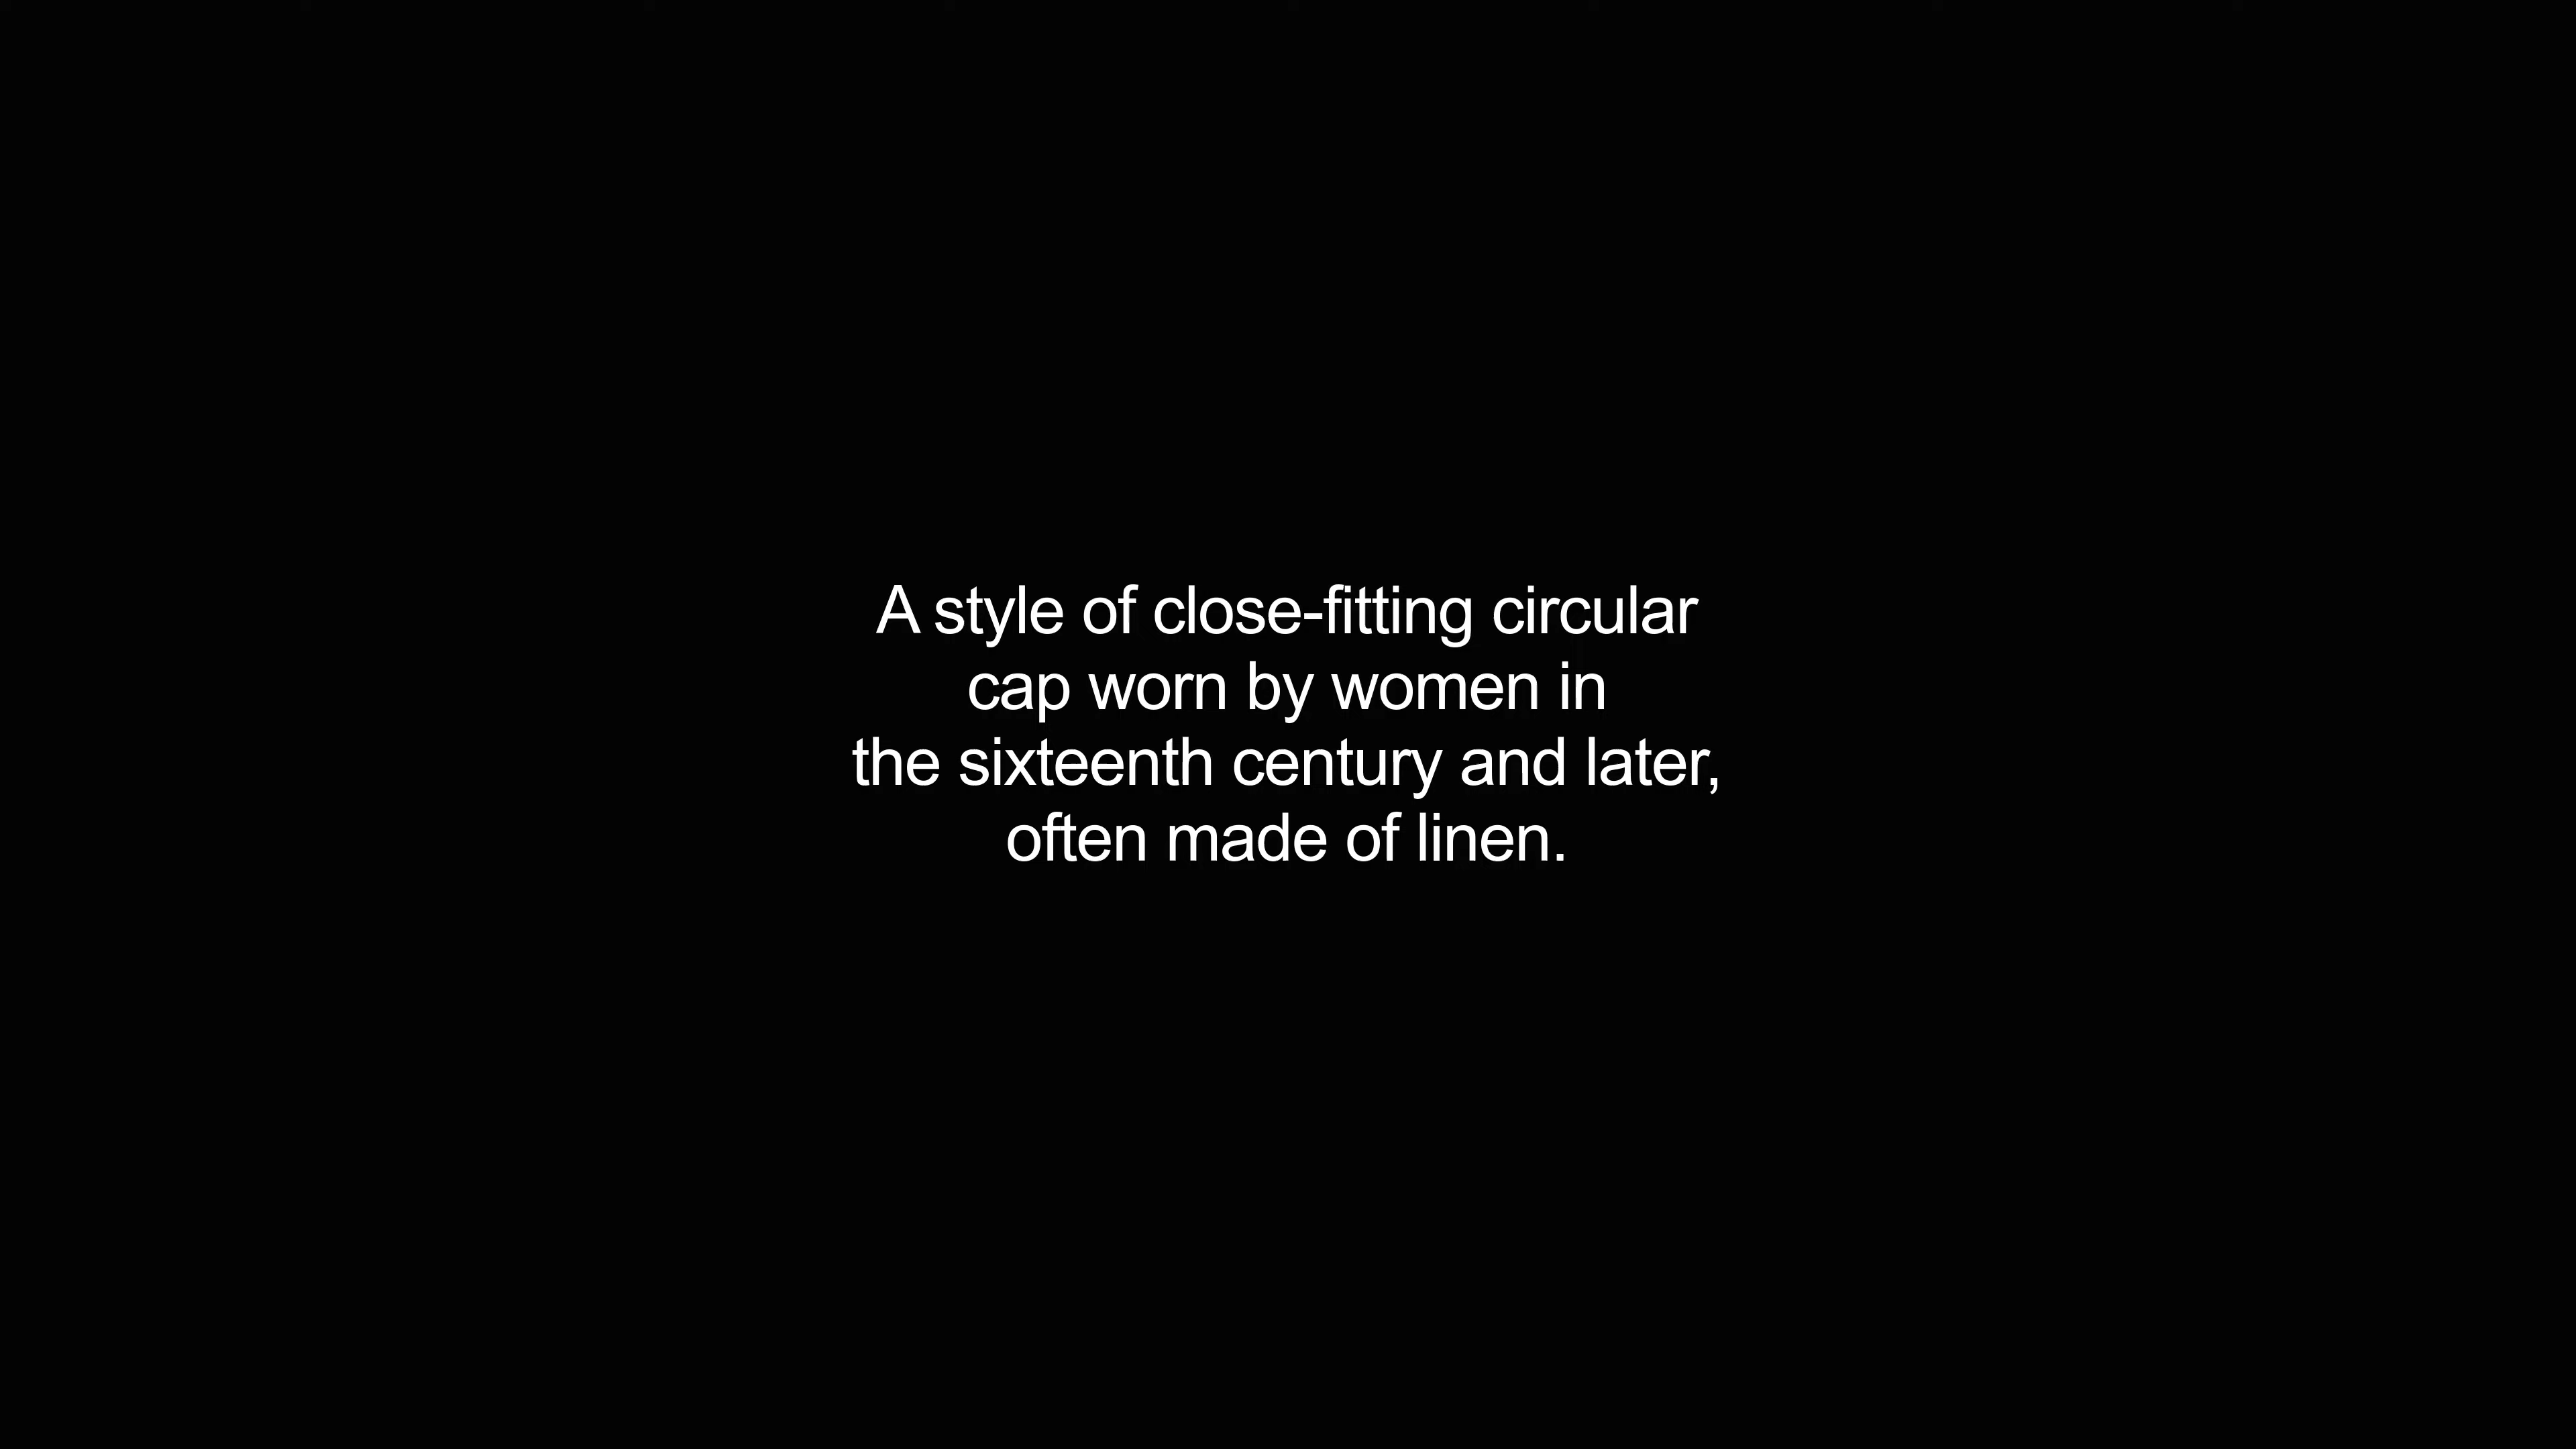 A style of close-fitting circular
cap worn by women in
the sixteenth century and later,
often made of linen.